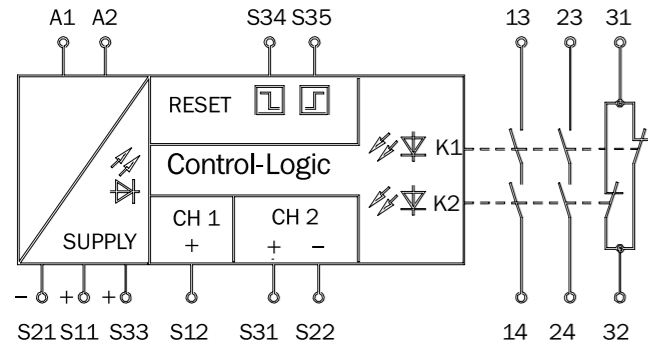 A1 A2 S34 S35 13 23 31
RESET
K1
Control-Logic
K2
CH 1 CH 2
SUPPLY + + −
− + +
S21 S11 S33 S12 S31 S22 14 24 32